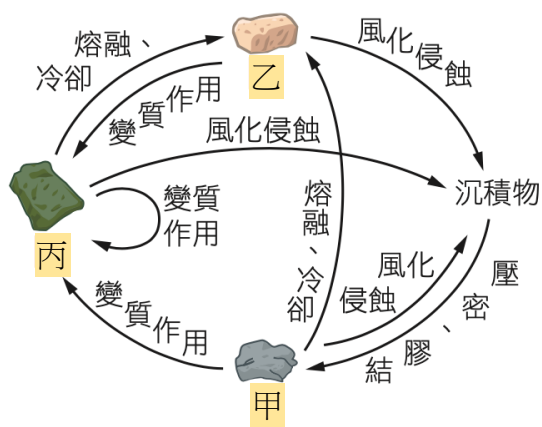 熔融、
冷卻
乙
風化侵蝕
變質作用
風化侵蝕
沉積物
變質
作用
丙
熔融、冷卻
風化
侵蝕
壓密、膠結
變質作用
甲